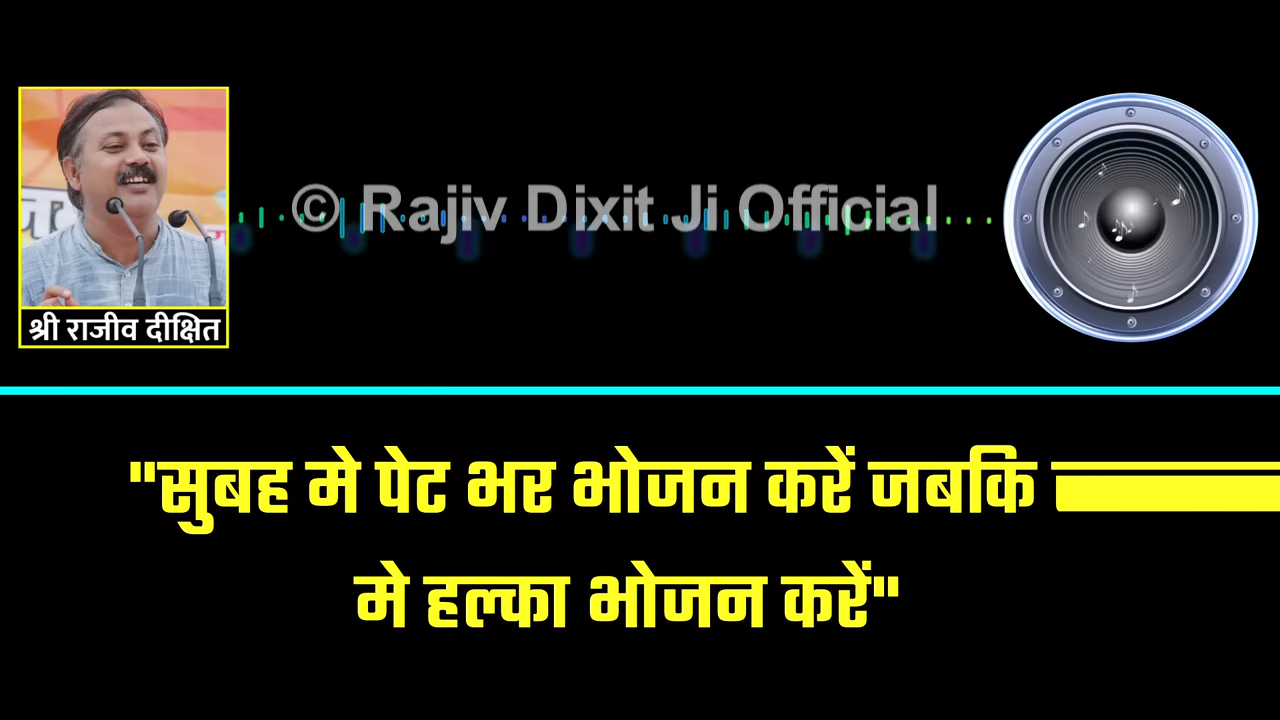 © Rajiv Dixit Ji Official
श्री राजीव दीक्षित
"सुबह मे पेट भर भोजन करें जबकि
मे हल्का भोजन करें"